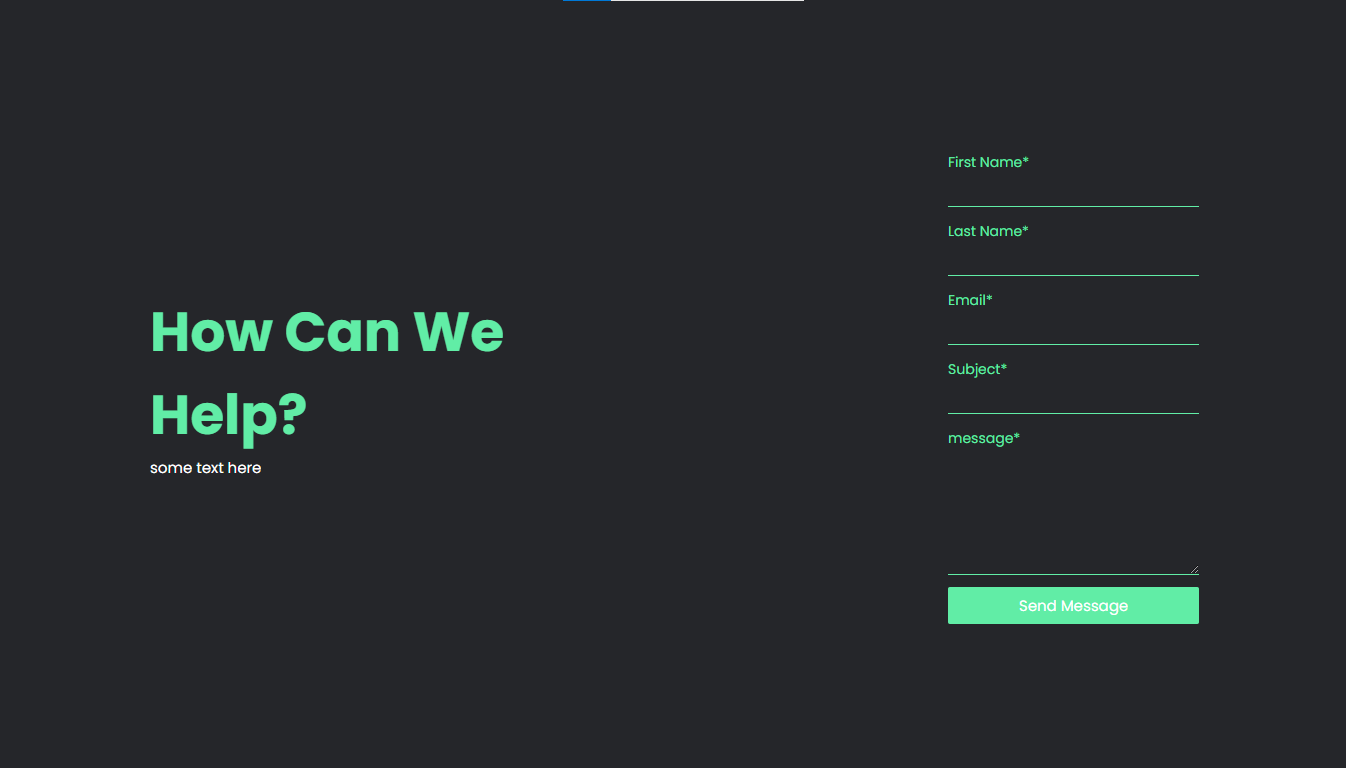 How Can We
Help?
some text here
First Name*
Last Name*
Email*
Subject*
message*
Send Message